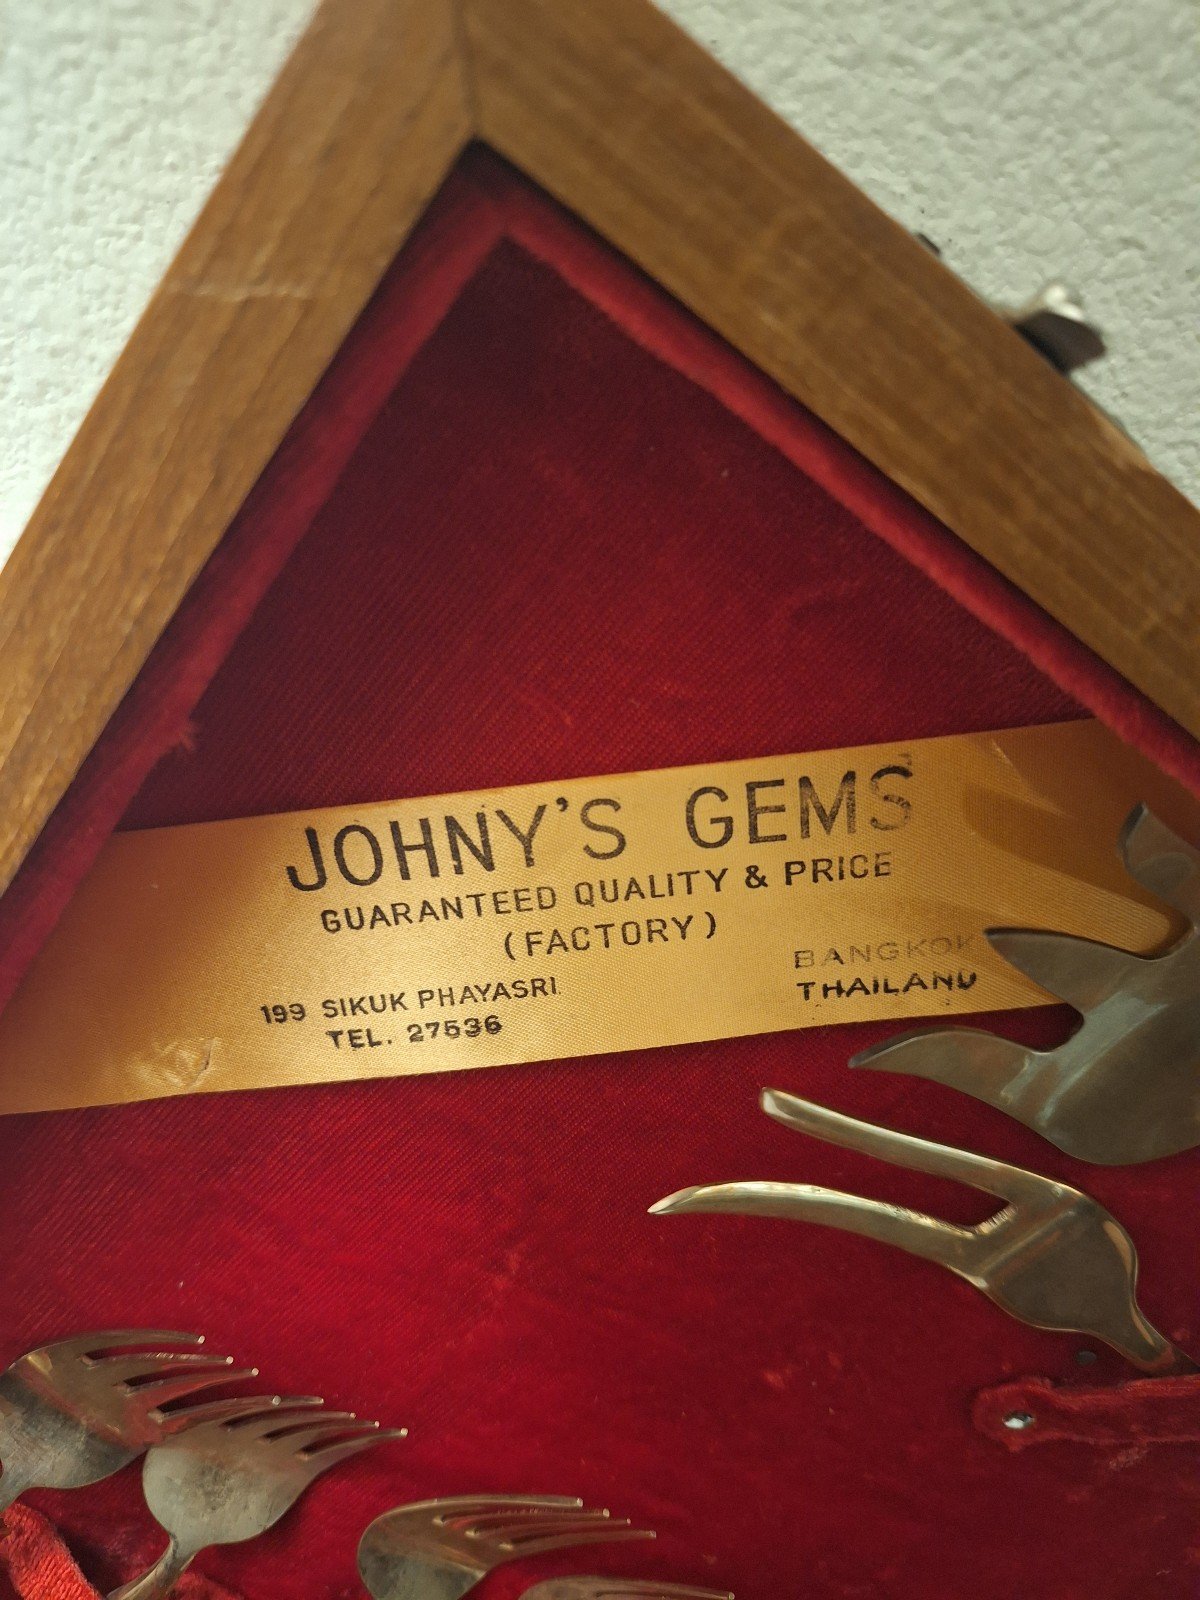 JOHNY'S GEMS
GUARANTEED QUALITY & PRICE
(FACTORY)
199 SIKUK PHAYASRI.
TEL. 27536
BANGKOK
THAILAND